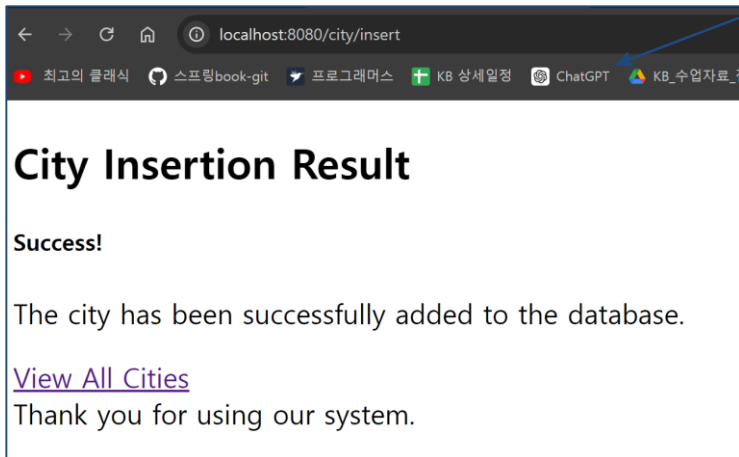 localhost:8080/city/insert
최고의 클래식 스프링book-git 프로그래머스 KB 상세일정 ChatGPT KB_수업자료_
City Insertion Result
Success!
The city has been successfully added to the database.
View All Cities
Thank you for using our system.